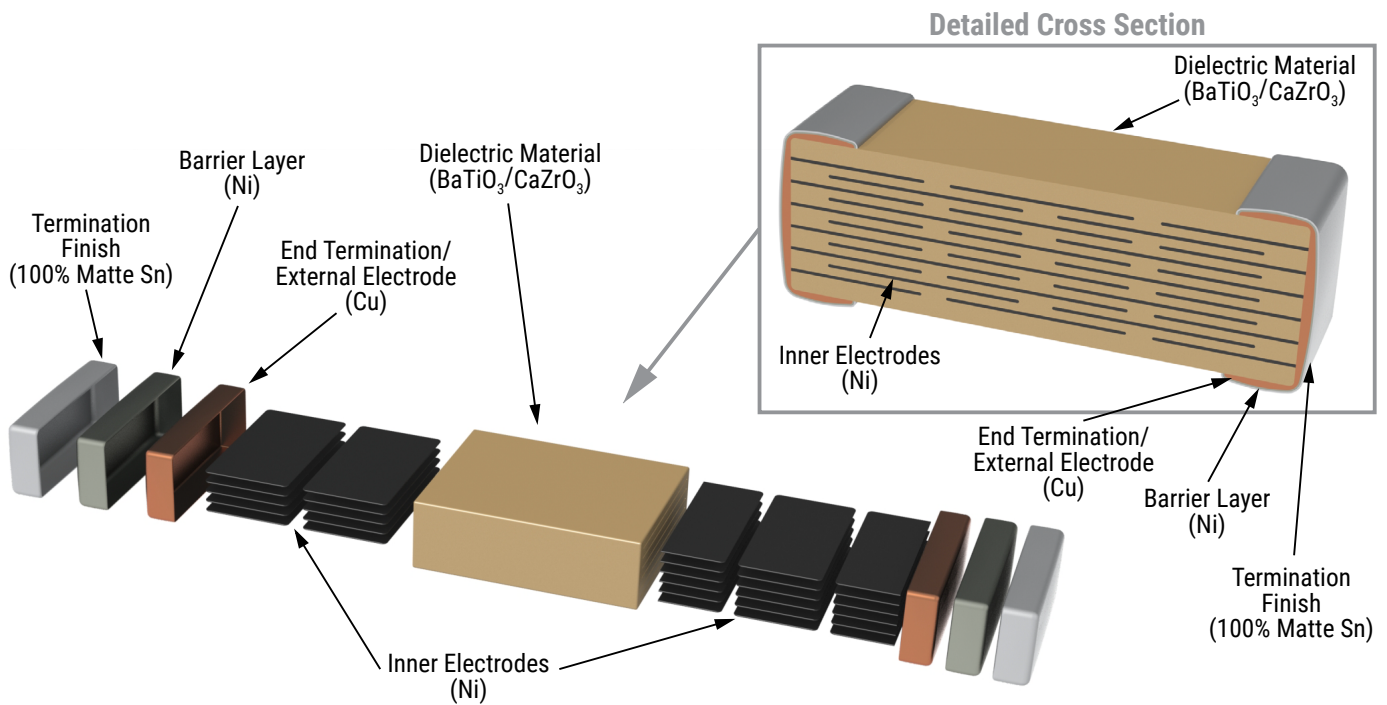 Detailed Cross Section
Dielectric Material
(BaTiO₃/CaZrO₃)
Inner Electrodes
(Ni)
End Termination/
External Electrode
(Cu)
Barrier Layer
(Ni)
Termination
Finish
(100% Matte Sn)
Dielectric Material
(BaTiO₃/CaZrO₃)
Barrier Layer
(Ni)
Termination
Finish
(100% Matte Sn)
End Termination/
External Electrode
(Cu)
Inner Electrodes
(Ni)